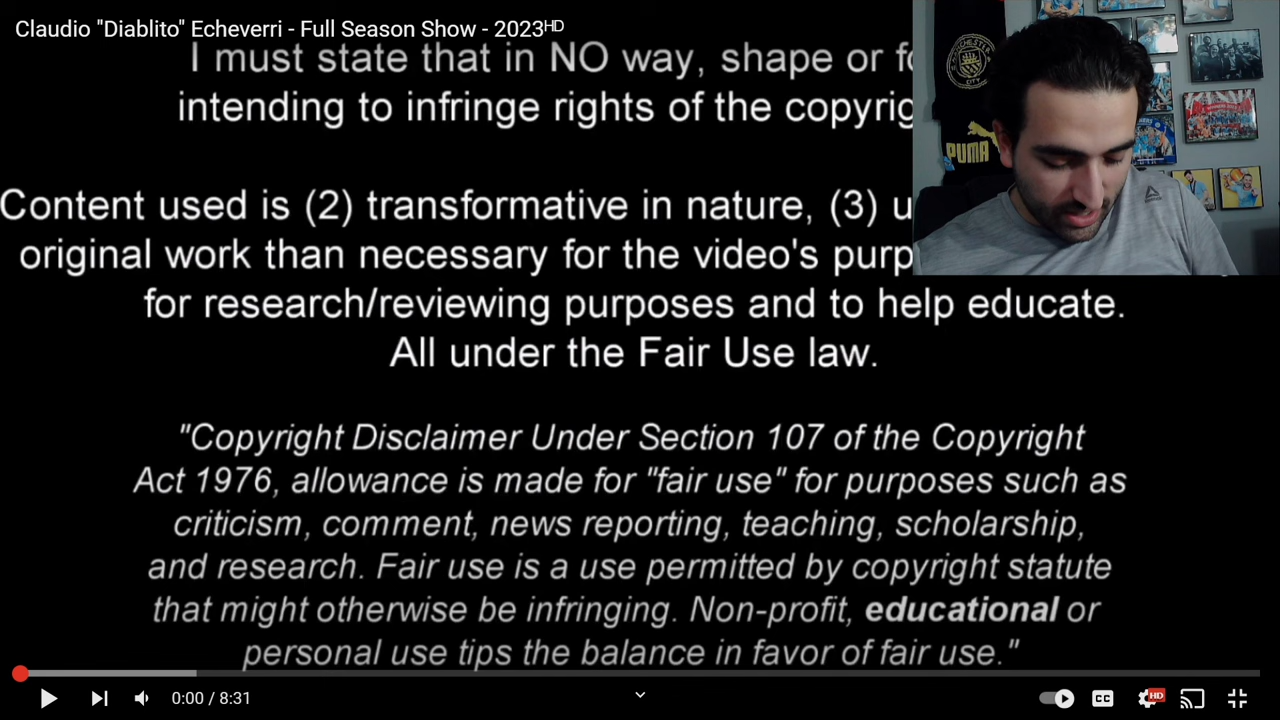 Claudio "Diablito" Echeverri - Full Season Show - 2023ᴴᴰ
I must state that in NO way, shape or
intending to infringe rights of the
Content used is (2) transformative in nature, (3)
original work than necessary for the video's
for research/reviewing purposes and to help educate.
All under the Fair Use law.
"Copyright Disclaimer Under Section 107 of the Copyright
Act 1976, allowance is made for "fair use" for purposes such as
criticism, comment, news reporting, teaching, scholarship,
and research. Fair use is a use permitted by copyright statute
that might otherwise be infringing. Non-profit, educational or
personal use tips the balance in favor of fair use."
MANCHESTER
CITY
PUMA
0:00 / 8:31
CC
HD